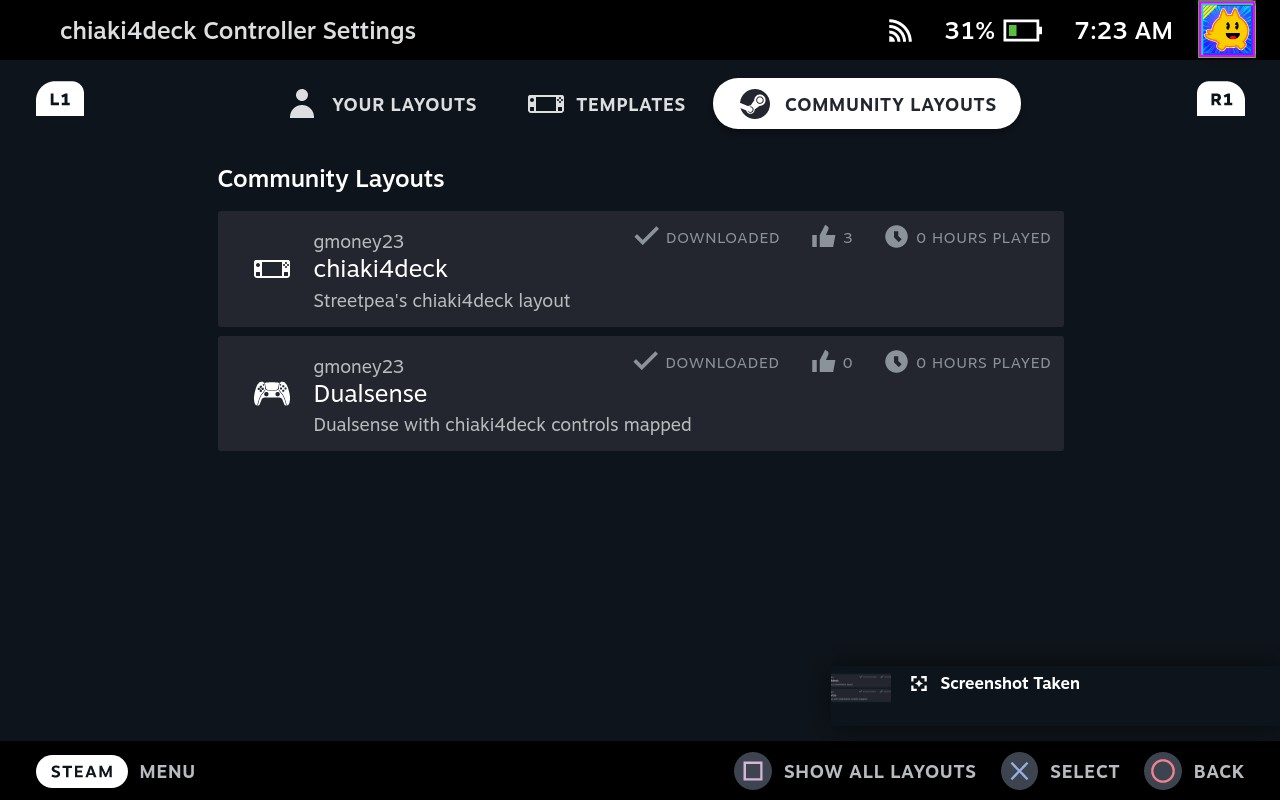 chiaki4deck Controller Settings
31%
7:23 AM
L1
YOUR LAYOUTS
TEMPLATES
COMMUNITY LAYOUTS
R1
Community Layouts
gmoney23
DOWNLOADED
3
0 HOURS PLAYED
chiaki4deck
Streetpea's chiaki4deck layout
gmoney23
DOWNLOADED
0
0 HOURS PLAYED
Dualsense
Dualsense with chiaki4deck controls mapped
Screenshot Taken
STEAM
MENU
SHOW ALL LAYOUTS
SELECT
BACK